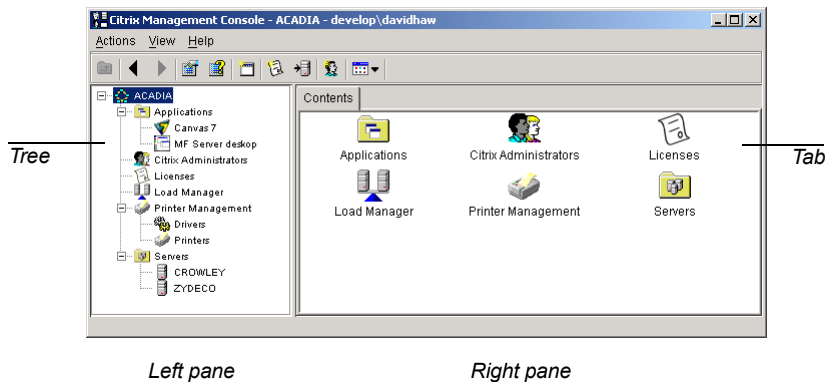 Citrix Management Console - ACADIA - develop\davidhaw
Actions View Help
ACADIA
Applications
Canvas 7
MF Server deskop
Citrix Administrators
Licenses
Load Manager
Printer Management
Drivers
Printers
Servers
CROWLEY
ZYDECO
Contents
Applications Citrix Administrators Licenses
Load Manager Printer Management Servers
Tree
Tab
Left pane Right pane